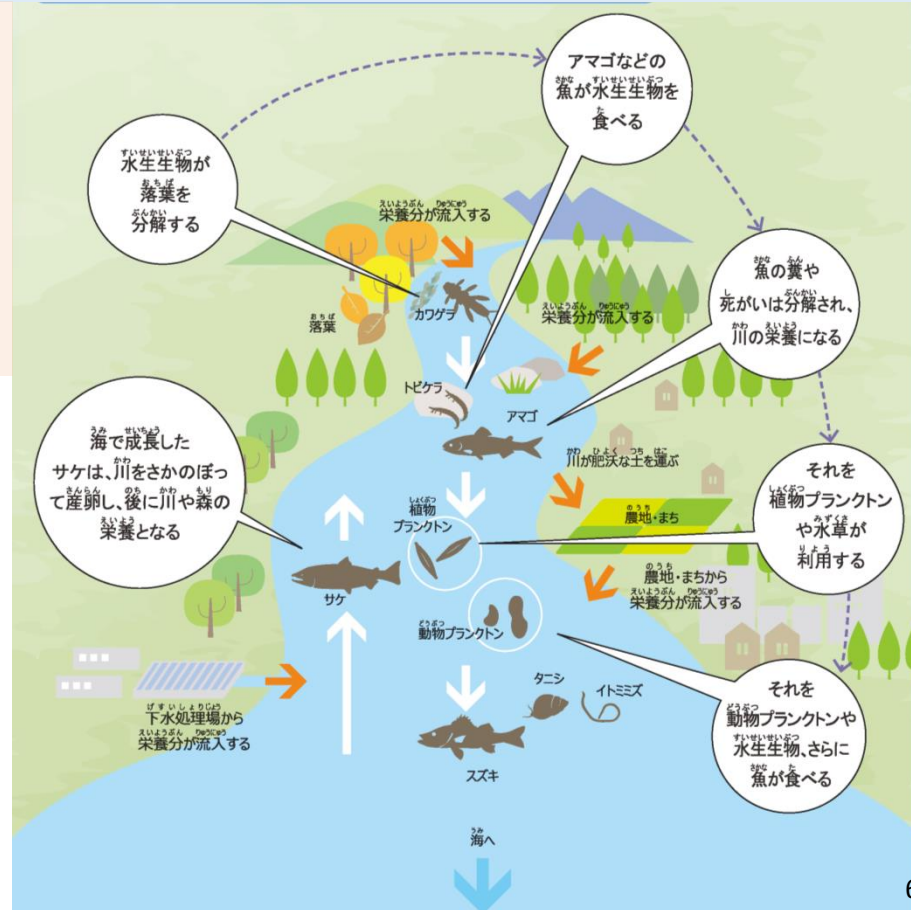 アマゴなどの
魚が水生生物を
食べる
水生生物が
落葉を
分解する
栄養分が流入する
魚の糞や
死がいは分解され、
川の栄養になる
カワゲラ
栄養分が流入する
落葉
トビケラ
アマゴ
海で成長した
サケは、川をさかのぼっ
て産卵し、後に川や森の
栄養となる
川が肥沃な土を運ぶ
それを
植物プランクトン
や水草が
利用する
植物
プランクトン
農地・まち
サケ
農地・まちから
栄養分が流入する
動物プランクトン
タニシ
イトミミズ
それを
動物プランクトンや
水生生物、さらに
魚が食べる
下水処理場から
栄養分が流入する
スズキ
海へ
6